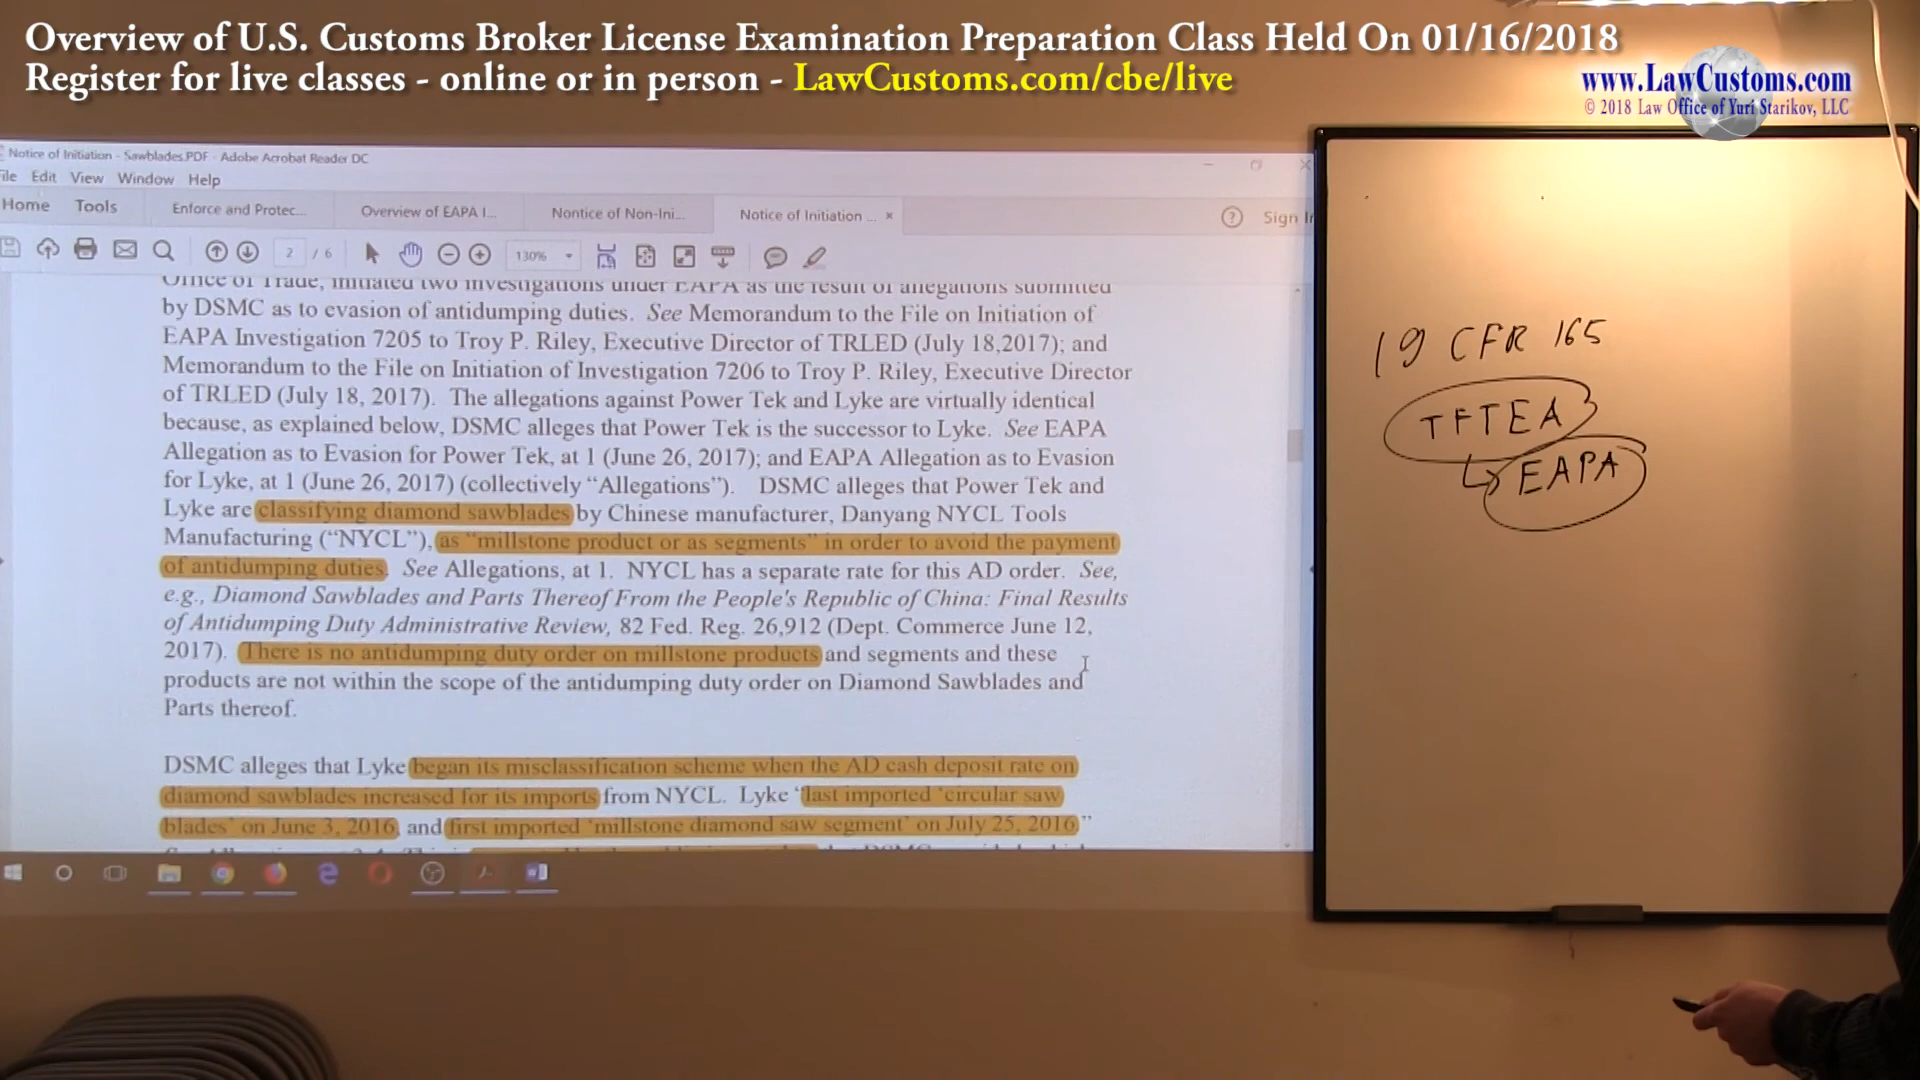 Overview of U.S. Customs Broker License Examination Preparation Class Held On 01/16/2018
Register for live classes - online or in person - LawCustoms.com/cbe/live
www.LawCustoms.com
© 2018 Law Office of Yuri Starikov, LLC
Notice of Initiation - Sawblades.PDF - Adobe Acrobat Reader DC
ile Edit View Window Help
Home Tools Enforce and Protec... Overview of EAPA I... Nontice of Non-Ini... Notice of Initiation ... × Sign In
2 / 6 130%
Office of Trade, initiated two investigations under EAPA as the result of allegations submitted
by DSMC as to evasion of antidumping duties. See Memorandum to the File on Initiation of
EAPA Investigation 7205 to Troy P. Riley, Executive Director of TRLED (July 18,2017); and
Memorandum to the File on Initiation of Investigation 7206 to Troy P. Riley, Executive Director
of TRLED (July 18, 2017). The allegations against Power Tek and Lyke are virtually identical
because, as explained below, DSMC alleges that Power Tek is the successor to Lyke. See EAPA
Allegation as to Evasion for Power Tek, at 1 (June 26, 2017); and EAPA Allegation as to Evasion
for Lyke, at 1 (June 26, 2017) (collectively “Allegations”). DSMC alleges that Power Tek and
Lyke are classifying diamond sawblades by Chinese manufacturer, Danyang NYCL Tools
Manufacturing (“NYCL”), as “millstone product or as segments” in order to avoid the payment
of antidumping duties. See Allegations, at 1. NYCL has a separate rate for this AD order. See,
e.g., Diamond Sawblades and Parts Thereof From the People's Republic of China: Final Results
of Antidumping Duty Administrative Review, 82 Fed. Reg. 26,912 (Dept. Commerce June 12,
2017). There is no antidumping duty order on millstone products and segments and these
products are not within the scope of the antidumping duty order on Diamond Sawblades and
Parts thereof.
DSMC alleges that Lyke began its misclassification scheme when the AD cash deposit rate on
diamond sawblades increased for its imports from NYCL. Lyke “last imported ‘circular saw
blades’ on June 3, 2016, and first imported ‘millstone diamond saw segment’ on July 25, 2016.”
19 CFR 165
TFTEA
EAPA